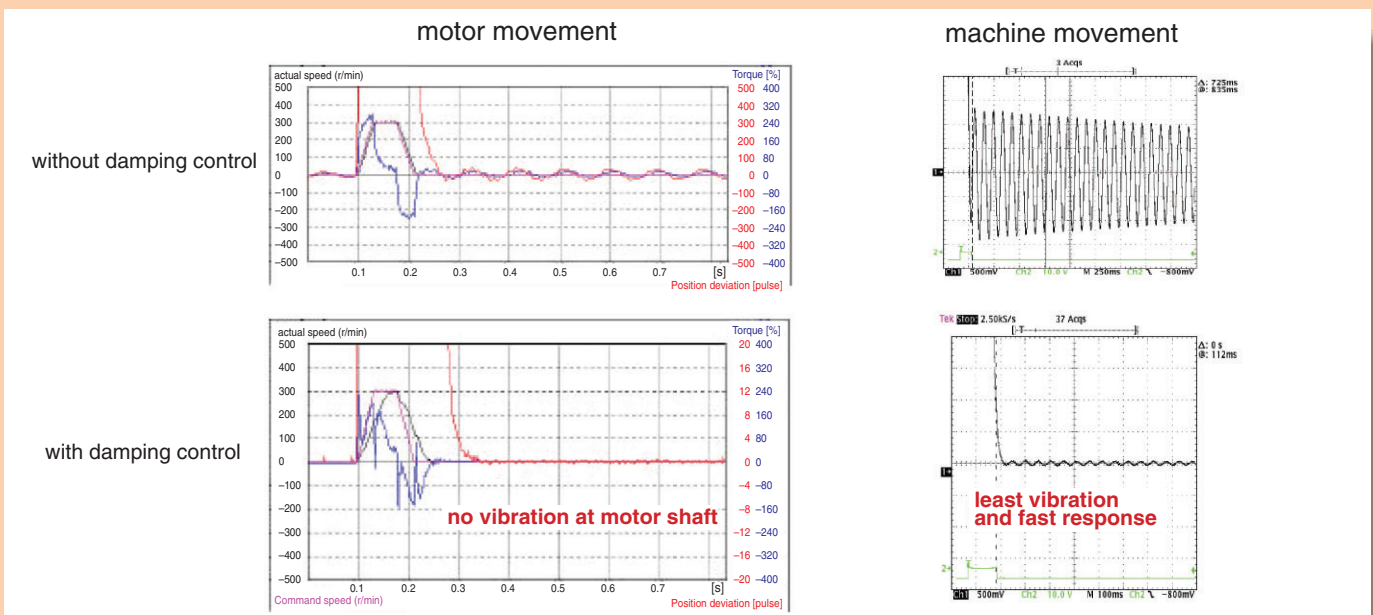 motor movement
machine movement
without damping control
actual speed (r/min)
Torque [%]
500 500 400
400 400 320
300 300 240
200 200 160
100 100 80
0 0 0
−100 −100 −80
−200 −200 −160
−300 −300 −240
−400 −400 −320
−500 −500 −400
0.1 0.2 0.3 0.4 0.5 0.6 0.7 [s]
Position deviation [pulse]
3 Acqs
T
Δ: 725ms
@: 835ms
1
2
Ch1 500mV Ch2 10.0 V M 250ms Ch2 −800mV
with damping control
actual speed (r/min)
Torque [%]
500 20 400
400 16 320
300 12 240
200 8 160
100 4 80
0 0 0
−100 −4 −80
−200 −8 −160
−300 −12 −240
−400 −16 −320
−500 −20 −400
no vibration at motor shaft
0.1 0.2 0.3 0.4 0.5 0.6 0.7 [s]
Command speed (r/min)
Position deviation [pulse]
Tek Stop: 2.50kS/s 37 Acqs
T
Δ: 0 s
@: 112ms
1
least vibration
and fast response
2
Ch1 500mV Ch2 10.0 V M 100ms Ch2 −800mV